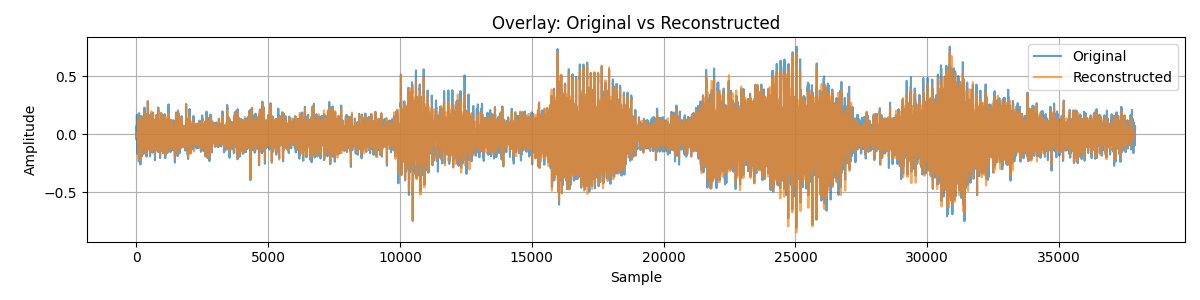 Overlay: Original vs Reconstructed
Original
Reconstructed
Amplitude
0.5
0.0
−0.5
0 5000 10000 15000 20000 25000 30000 35000
Sample